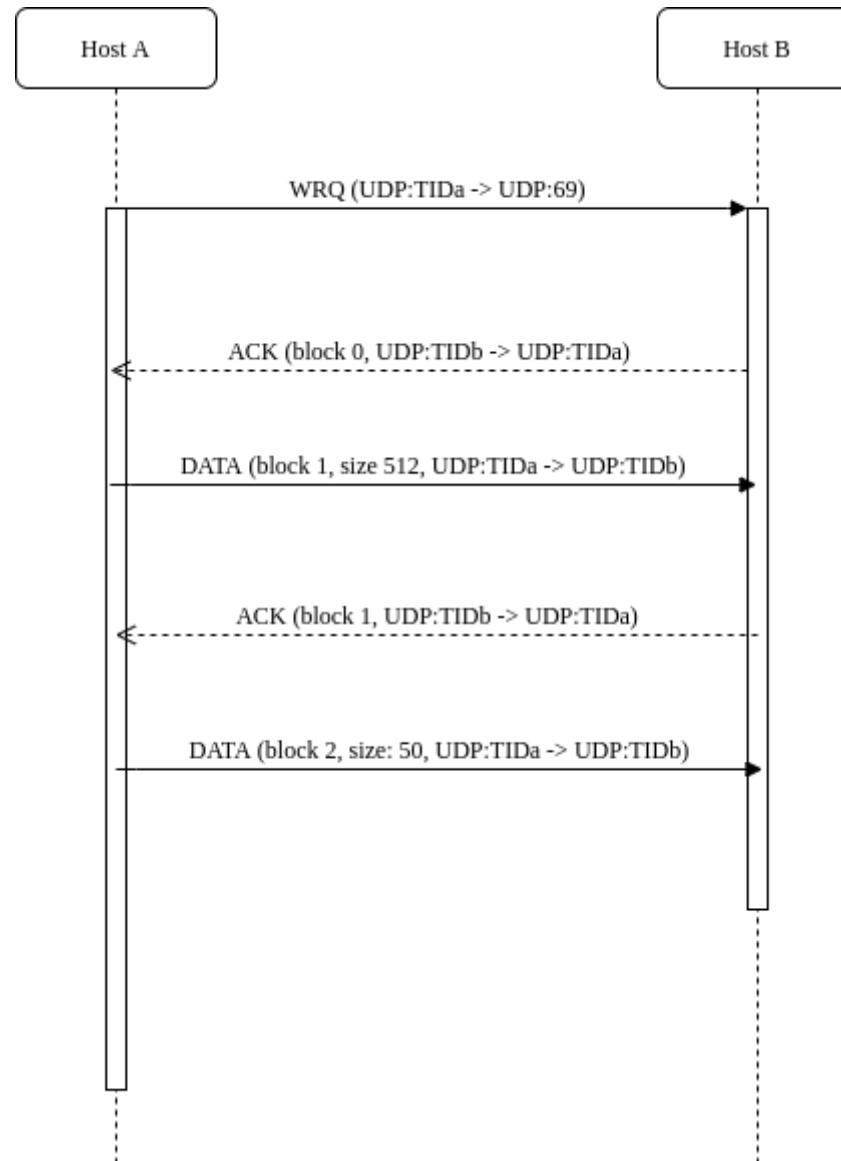 Host A
Host B
WRQ (UDP:TIDa -> UDP:69)
ACK (block 0, UDP:TIDb -> UDP:TIDa)
DATA (block 1, size 512, UDP:TIDa -> UDP:TIDb)
ACK (block 1, UDP:TIDb -> UDP:TIDa)
DATA (block 2, size: 50, UDP:TIDa -> UDP:TIDb)